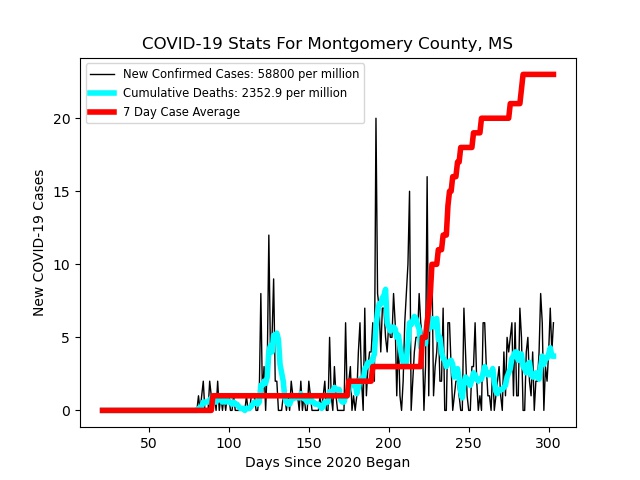 COVID-19 Stats For Montgomery County, MS
New Confirmed Cases: 58800 per million
Cumulative Deaths: 2352.9 per million
7 Day Case Average
New COVID-19 Cases
20
15
10
5
0
50 100 150 200 250 300
Days Since 2020 Began